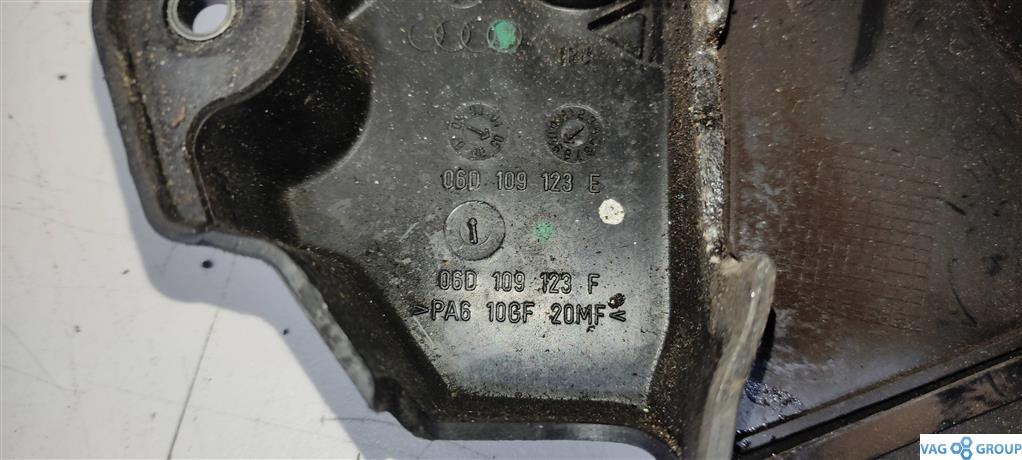 06D 109 123 E
06D 109 123 F
>PA6 10GF 20MF<
VAG GROUP